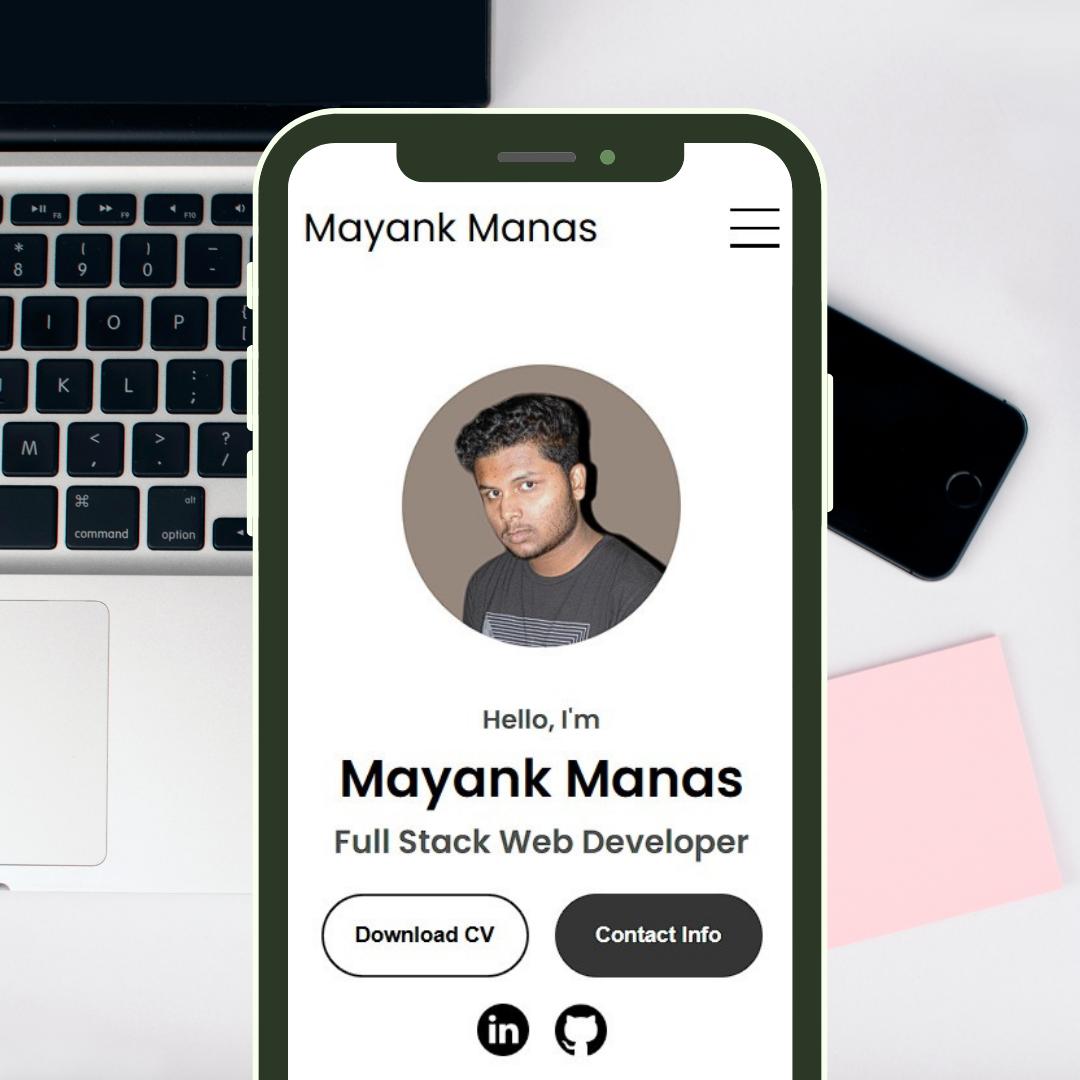 F8
F9
F10
*
8
(
9
)
0
–
-
I
O
P
{
[
K
L
:
;
M
<
,
>
.
?
/
⌘
command
alt
option
Mayank Manas
Hello, I'm
Mayank Manas
Full Stack Web Developer
Download CV
Contact Info
in